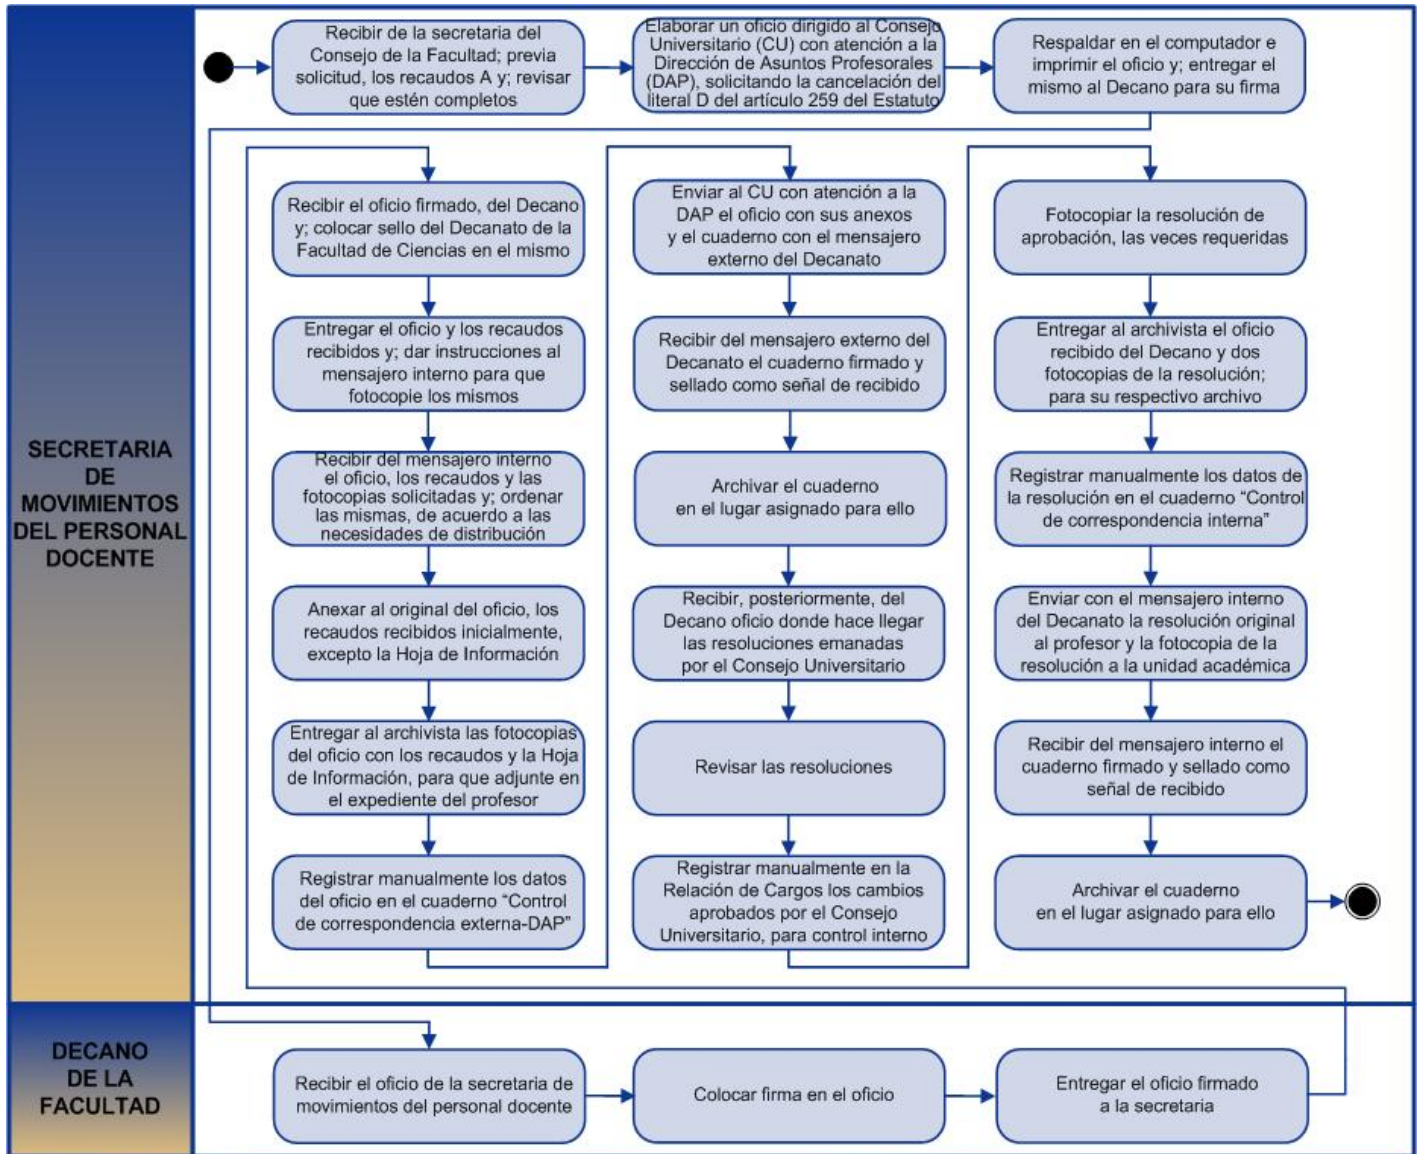 SECRETARIA
DE
MOVIMIENTOS
DEL PERSONAL
DOCENTE
Recibir de la secretaria del
Consejo de la Facultad; previa
solicitud, los recaudos A y; revisar
que estén completos
Elaborar un oficio dirigido al Consejo
Universitario (CU) con atención a la
Dirección de Asuntos Profesorales
(DAP), solicitando la cancelación del
literal D del artículo 259 del Estatuto
Respaldar en el computador e
imprimir el oficio y; entregar el
mismo al Decano para su firma
Recibir el oficio firmado, del Decano
y; colocar sello del Decanato de la
Facultad de Ciencias en el mismo
Entregar el oficio y los recaudos
recibidos y; dar instrucciones al
mensajero interno para que
fotocopie los mismos
Recibir del mensajero interno
el oficio, los recaudos y las
fotocopias solicitadas y; ordenar
las mismas, de acuerdo a las
necesidades de distribución
Anexar al original del oficio, los
recaudos recibidos inicialmente,
excepto la Hoja de Información
Entregar al archivista las fotocopias
del oficio con los recaudos y la Hoja
de Información, para que adjunte en
el expediente del profesor
Registrar manualmente los datos
del oficio en el cuaderno “Control
de correspondencia externa-DAP”
Enviar al CU con atención a la
DAP el oficio con sus anexos
y el cuaderno con el mensajero
externo del Decanato
Recibir del mensajero externo del
Decanato el cuaderno firmado y
sellado como señal de recibido
Archivar el cuaderno
en el lugar asignado para ello
Recibir, posteriormente, del
Decano oficio donde hace llegar
las resoluciones emanadas
por el Consejo Universitario
Revisar las resoluciones
Registrar manualmente en la
Relación de Cargos los cambios
aprobados por el Consejo
Universitario, para control interno
Fotocopiar la resolución de
aprobación, las veces requeridas
Entregar al archivista el oficio
recibido del Decano y dos
fotocopias de la resolución;
para su respectivo archivo
Registrar manualmente los datos de
la resolución en el cuaderno “Control
de correspondencia interna”
Enviar con el mensajero interno
del Decanato la resolución original
al profesor y la fotocopia de la
resolución a la unidad académica
Recibir del mensajero interno el
cuaderno firmado y sellado como
señal de recibido
Archivar el cuaderno
en el lugar asignado para ello
DECANO
DE LA
FACULTAD
Recibir el oficio de la secretaria de
movimientos del personal docente
Colocar firma en el oficio
Entregar el oficio firmado
a la secretaria